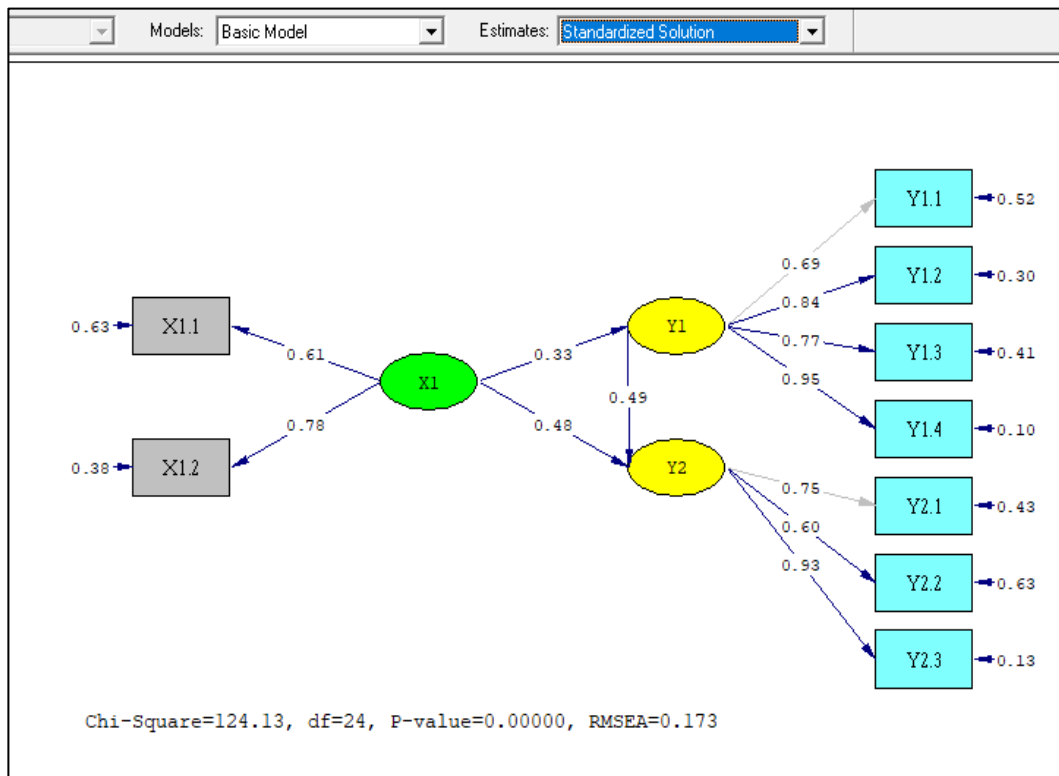 Models: Basic Model Estimates: Standardized Solution
Y1.1 0.52
0.69
Y1.2 0.30
0.84
X1.1 Y1
0.63
0.77 Y1.3 0.41
0.61 0.33
X1 0.95
0.49
0.78 0.48 Y1.4 0.10
X1.2 Y2
0.38
0.75 Y2.1 0.43
0.60
0.93 Y2.2 0.63
Y2.3 0.13
Chi-Square=124.13, df=24, P-value=0.00000, RMSEA=0.173